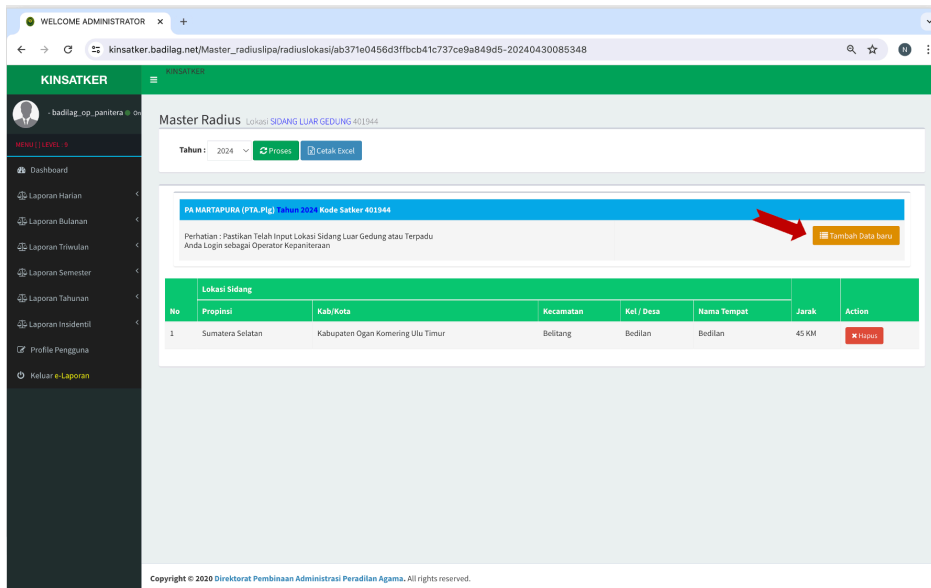 WELCOME ADMINISTRATOR
kinsatker.badilag.net/Master_radiuslipa/radiuslokasi/ab371e0456d3ffbcb41c737ce9a849d5-20240430085348
N
KINSATKER
KINSATKER
- badilag_op_panitera
MENU || LEVEL : 9
Dashboard
Laporan Harian
Laporan Bulanan
Laporan Triwulan
Laporan Semester
Laporan Tahunan
Laporan Insidentil
Profile Pengguna
Keluar e-Laporan
Master Radius Lokasi SIDANG LUAR GEDUNG 401944
Tahun : 2024 Proses Cetak Excel
PA MARTAPURA (PTA.Plg) Tahun 2024 Kode Satker 401944
Perhatian : Pastikan Telah Input Lokasi Sidang Luar Gedung atau Terpadu
Anda Login sebagai Operator Kepaniteraan
Tambah Data baru
Lokasi Sidang
No Propinsi Kab/Kota Kecamatan Kel / Desa Nama Tempat Jarak Action
1 Sumatera Selatan Kabupaten Ogan Komering Ulu Timur Belitang Bedilan Bedilan 45 KM Hapus
Copyright © 2020 Direktorat Pembinaan Administrasi Peradilan Agama. All rights reserved.